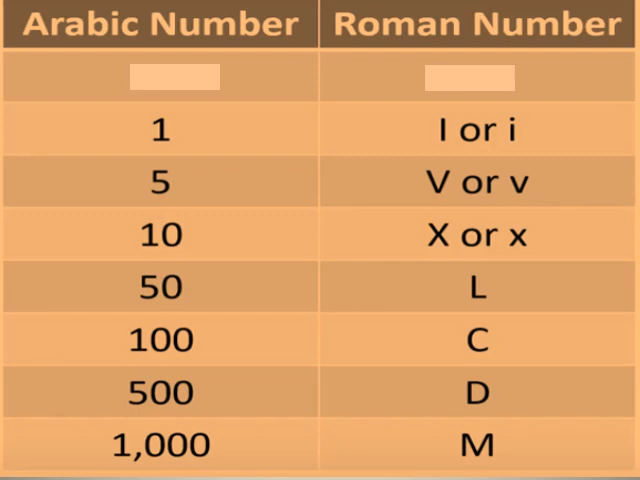 Arabic Number Roman Number
1 I or i
5 V or v
10 X or x
50 L
100 C
500 D
1,000 M